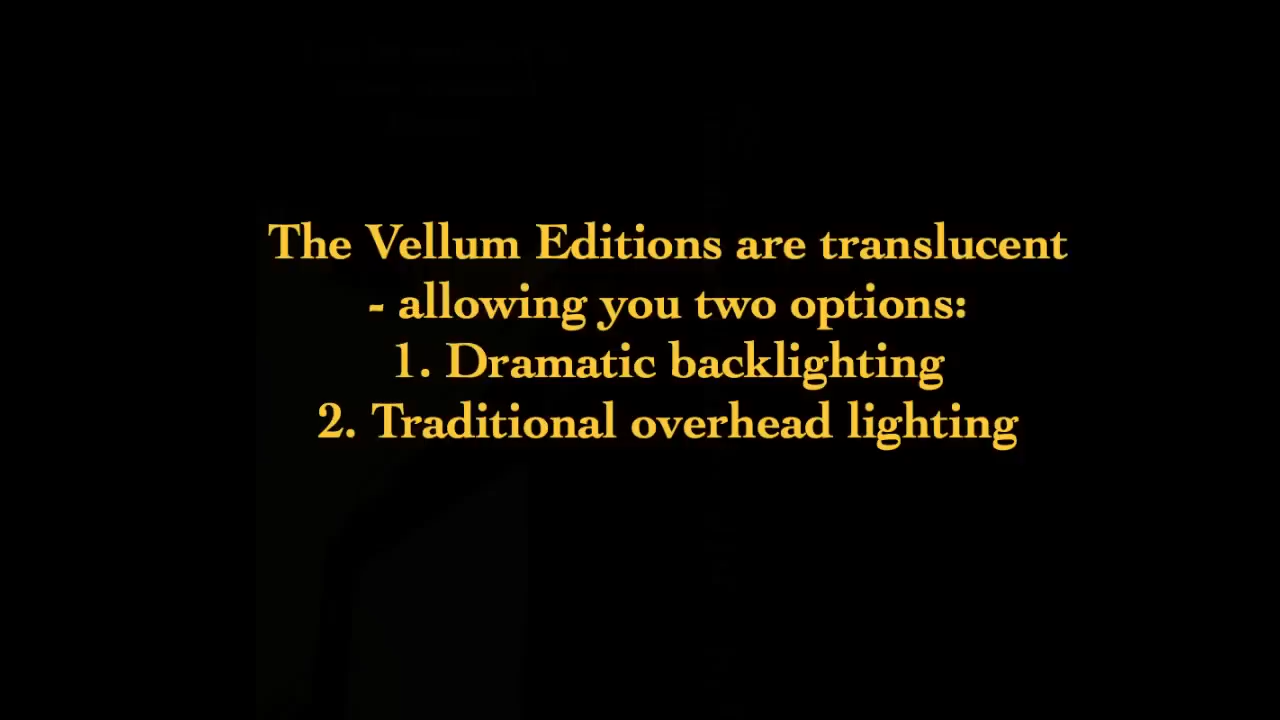 The Vellum Editions are translucent
- allowing you two options:
1. Dramatic backlighting
2. Traditional overhead lighting